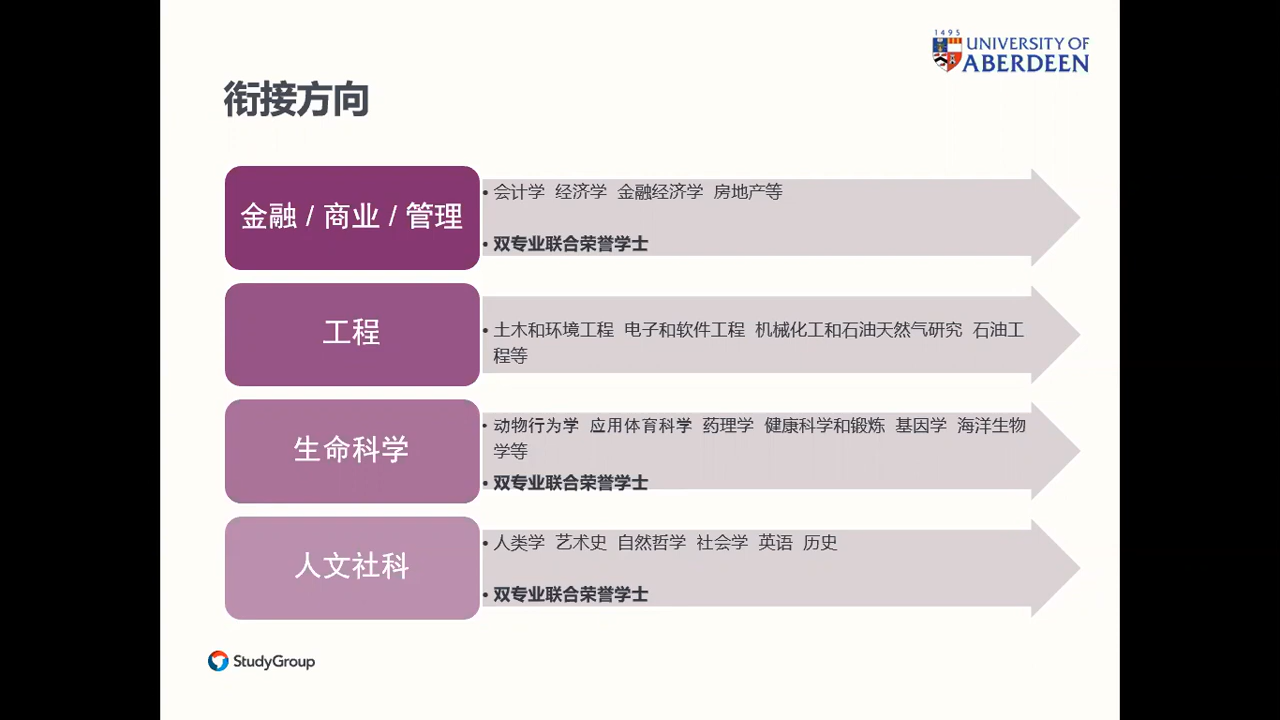 1495
UNIVERSITY OF
ABERDEEN
衔接方向
金融 / 商业 / 管理
• 会计学 经济学 金融经济学 房地产等
• 双专业联合荣誉学士
工程
• 土木和环境工程 电子和软件工程 机械化工和石油天然气研究 石油工
程等
生命科学
• 动物行为学 应用体育科学 药理学 健康科学和锻炼 基因学 海洋生物
学等
• 双专业联合荣誉学士
人文社科
• 人类学 艺术史 自然哲学 社会学 英语 历史
• 双专业联合荣誉学士
StudyGroup